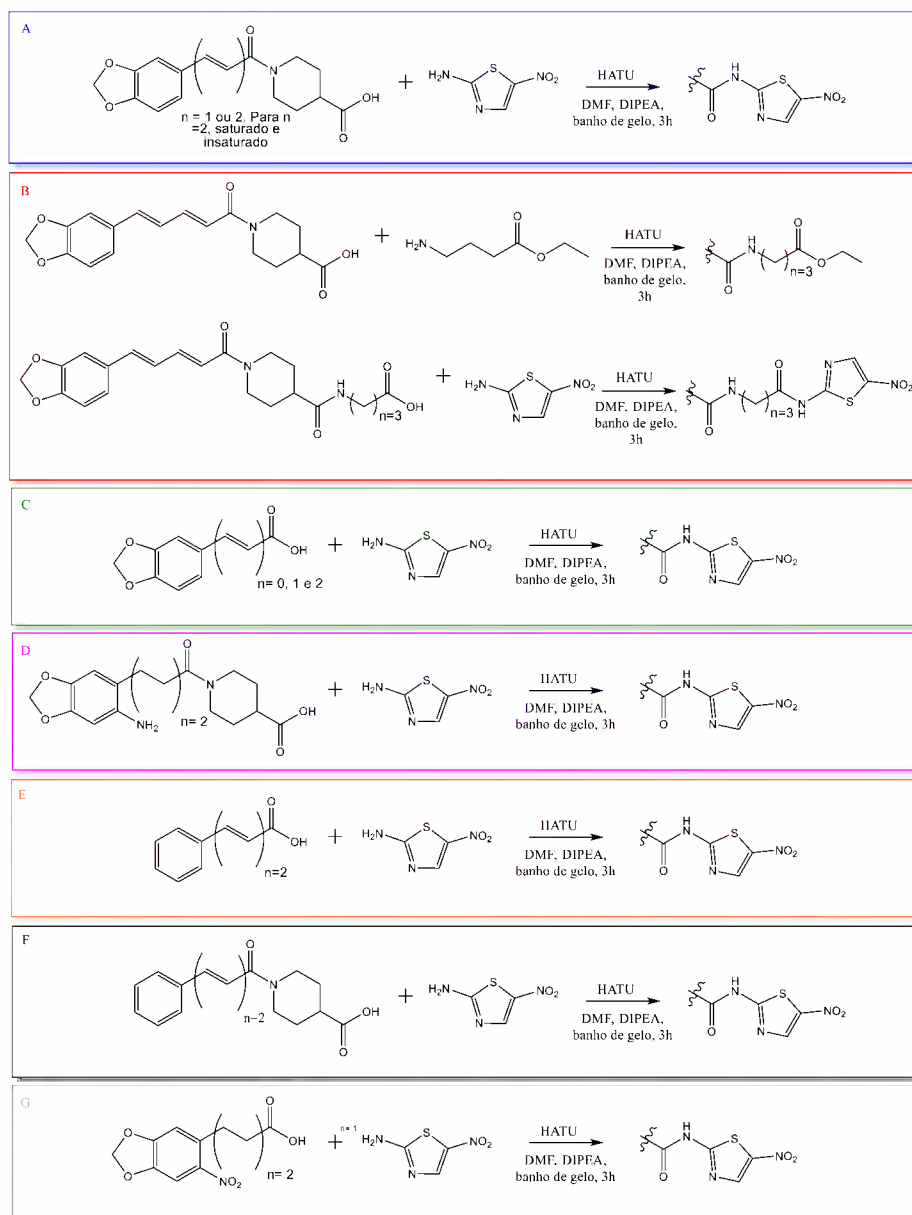 A
O
O
O
N
O
OH
n = 1 ou 2, Para n
=2, saturado e
insaturado
+
H₂N
S
N
NO₂
HATU
DMF, DIPEA,
banho de gelo, 3h
O
H
N
S
N
NO₂
B
O
O
O
N
O
OH
+
H₂N
O
O
HATU
DMF, DIPEA,
banho de gelo,
3h
O
H
N
n=3
O
O
O
O
O
N
O
H
N
n=3
O
OH
+
H₂N
S
N
NO₂
HATU
DMF, DIPEA,
banho de gelo,
3h
O
H
N
n=3
O
N
H
N
S
NO₂
C
O
O
O
OH
n= 0, 1 e 2
+
H₂N
S
N
NO₂
HATU
DMF, DIPEA,
banho de gelo, 3h
O
H
N
S
N
NO₂
D
O
O
NH₂
n= 2
O
N
O
OH
+
H₂N
S
N
NO₂
HATU
DMF, DIPEA,
banho de gelo, 3h
O
H
N
S
N
NO₂
E
O
OH
n=2
+
H₂N
S
N
NO₂
HATU
DMF, DIPEA,
banho de gelo, 3h
O
H
N
S
N
NO₂
F
O
N
n=2
O
OH
+
H₂N
S
N
NO₂
HATU
DMF, DIPEA,
banho de gelo, 3h
O
H
N
S
N
NO₂
G
O
O
NO₂
n= 2
O
OH
+
n= 1
H₂N
S
N
NO₂
HATU
DMF, DIPEA,
banho de gelo, 3h
O
H
N
S
N
NO₂